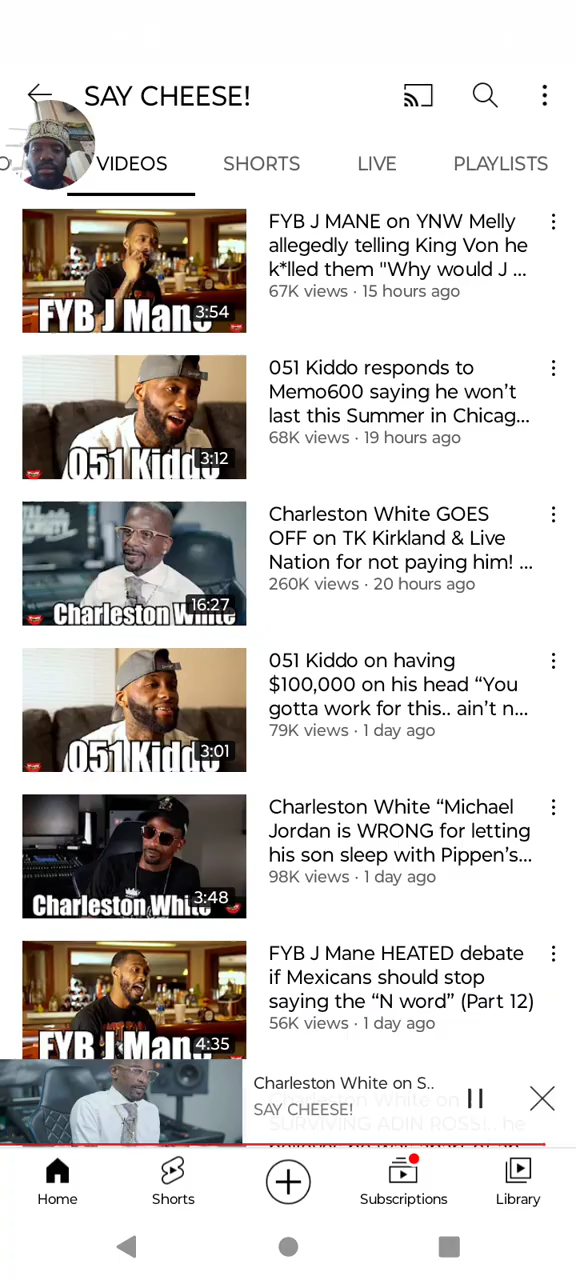 SAY CHEESE!
VIDEOS SHORTS LIVE PLAYLISTS
FYB J Mane
3:54
FYB J MANE on YNW Melly
allegedly telling King Von he
k*lled them "Why would J ...
67K views · 15 hours ago
051 Kiddo
3:12
051 Kiddo responds to
Memo600 saying he won’t
last this Summer in Chicag...
68K views · 19 hours ago
Charleston White
16:27
Charleston White GOES
OFF on TK Kirkland & Live
Nation for not paying him! ...
260K views · 20 hours ago
051 Kiddo
3:01
051 Kiddo on having
$100,000 on his head “You
gotta work for this.. ain’t n...
79K views · 1 day ago
Charleston White
3:48
Charleston White “Michael
Jordan is WRONG for letting
his son sleep with Pippen’s...
98K views · 1 day ago
FYB J Mane
4:35
FYB J Mane HEATED debate
if Mexicans should stop
saying the “N word” (Part 12)
56K views · 1 day ago
Charleston White on S..
SAY CHEESE!
Charleston White on
SURVIVING ADIN ROSS!.. he
Home Shorts Subscriptions Library